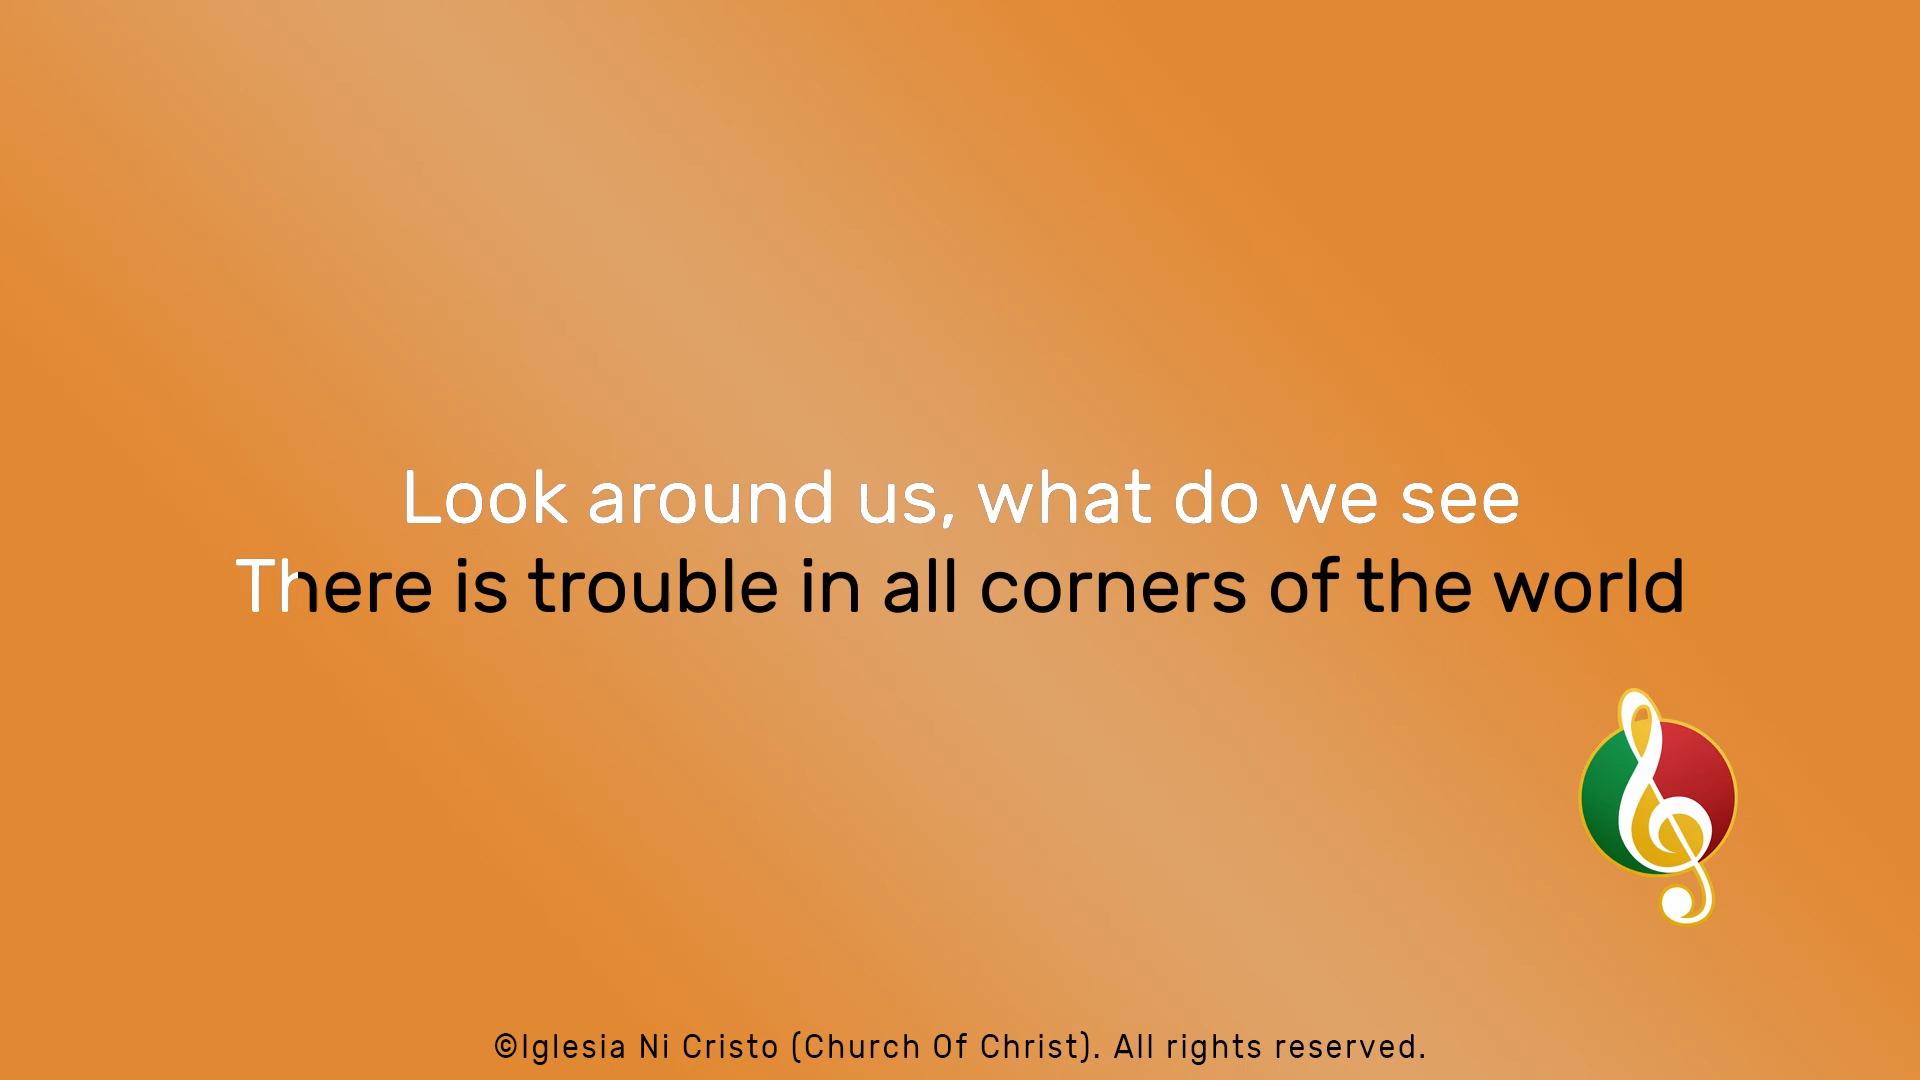 Look around us, what do we see
There is trouble in all corners of the world
©Iglesia Ni Cristo (Church Of Christ). All rights reserved.